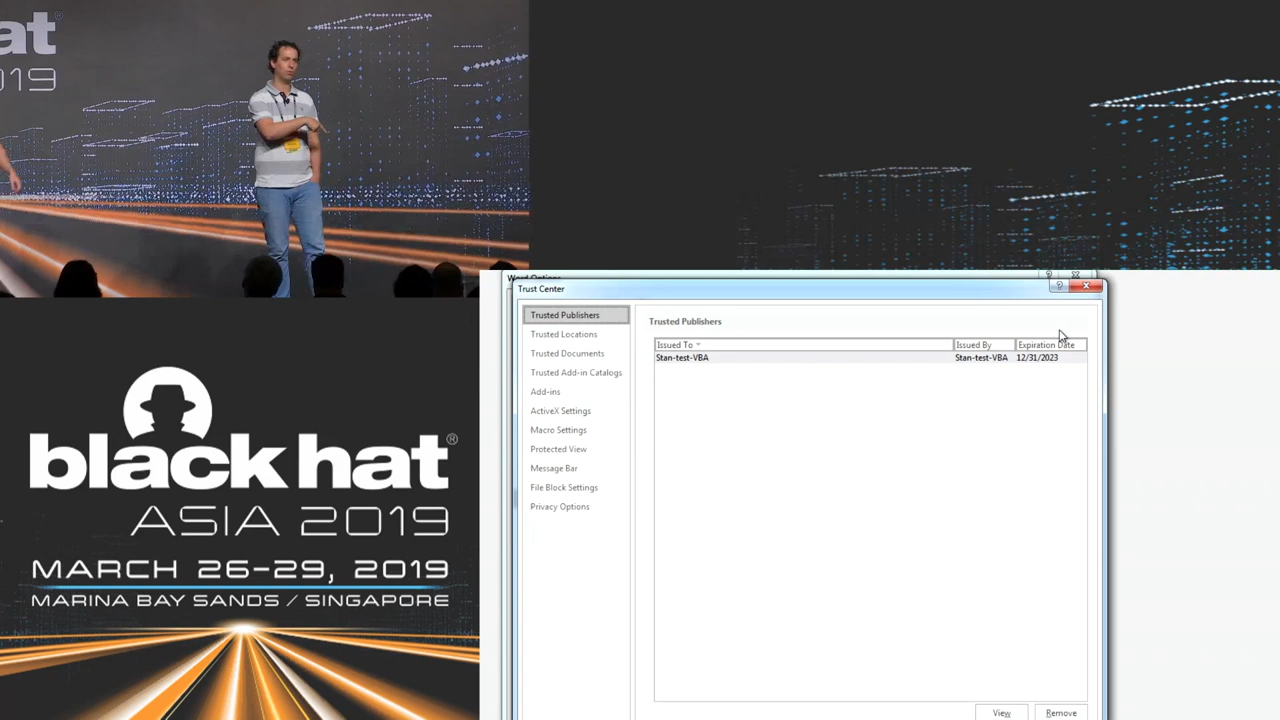 at
019
Word Options
Trust Center
Trusted Publishers
Trusted Locations
Trusted Documents
Trusted Add-in Catalogs
Add-ins
ActiveX Settings
Macro Settings
Protected View
Message Bar
File Block Settings
Privacy Options
Trusted Publishers
Issued To Issued By Expiration Date
Stan-test-VBA Stan-test-VBA 12/31/2023
View Remove
black hat®
ASIA 2019
MARCH 26-29, 2019
MARINA BAY SANDS / SINGAPORE